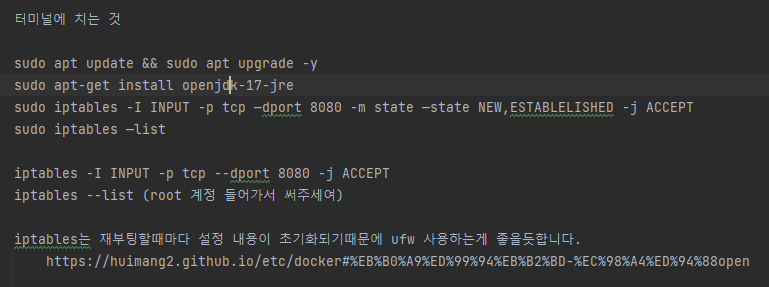 터미널에 치는 것
sudo apt update && sudo apt upgrade -y
sudo apt-get install openjdk-17-jre
sudo iptables -I INPUT -p tcp —dport 8080 -m state —state NEW,ESTABLELISHED -j ACCEPT
sudo iptables —list
iptables -I INPUT -p tcp --dport 8080 -j ACCEPT
iptables --list (root 계정 들어가서 써주세여)
iptables는 재부팅할때마다 설정 내용이 초기화되기때문에 ufw 사용하는게 좋을듯합니다.
https://huimang2.github.io/etc/docker#%EB%B0%A9%ED%99%94%EB%B2%BD-%EC%98%A4%ED%94%88open